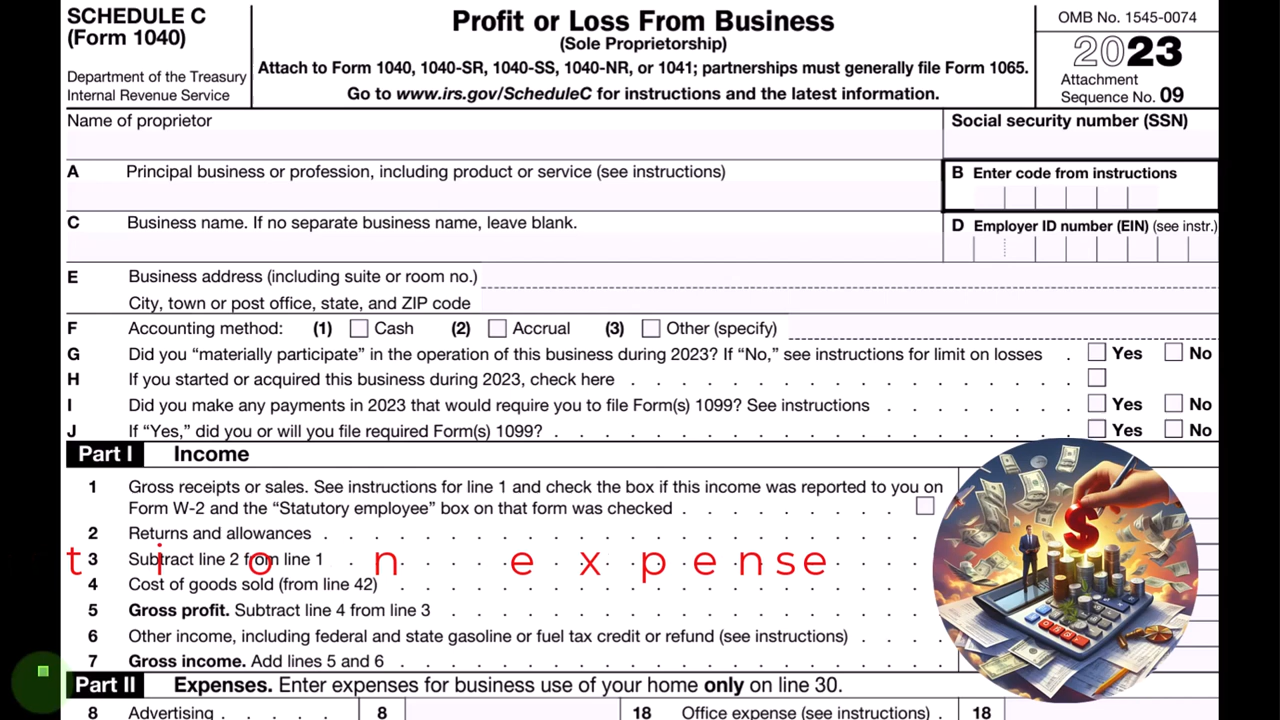 SCHEDULE C
(Form 1040)
Department of the Treasury
Internal Revenue Service
Profit or Loss From Business
(Sole Proprietorship)
Attach to Form 1040, 1040-SR, 1040-SS, 1040-NR, or 1041; partnerships must generally file Form 1065.
Go to www.irs.gov/ScheduleC for instructions and the latest information.
OMB No. 1545-0074
2023
Attachment
Sequence No. 09
Name of proprietor
Social security number (SSN)
A Principal business or profession, including product or service (see instructions)
B Enter code from instructions
C Business name. If no separate business name, leave blank.
D Employer ID number (EIN) (see instr.)
E Business address (including suite or room no.)
City, town or post office, state, and ZIP code
F Accounting method: (1) Cash (2) Accrual (3) Other (specify)
G Did you “materially participate” in the operation of this business during 2023? If “No,” see instructions for limit on losses . Yes No
H If you started or acquired this business during 2023, check here . . . . . . . . . . . . . . . . .
I Did you make any payments in 2023 that would require you to file Form(s) 1099? See instructions . . . . . . . Yes No
J If “Yes,” did you or will you file required Form(s) 1099? . . . . . . . . . . . . . . . . . . . . Yes No
Part I Income
1 Gross receipts or sales. See instructions for line 1 and check the box if this income was reported to you on
Form W-2 and the “Statutory employee” box on that form was checked . . . . . . . . .
2 Returns and allowances . . . . . . . . . . . . . . . . . . . . . . .
3 Subtract line 2 from line 1 . . . . . . . . . . . . . . . . . . . . . .
t i o n e x p e n s e
4 Cost of goods sold (from line 42) . . . . . . . . . . . . . . . . . . . .
5 Gross profit. Subtract line 4 from line 3 . . . . . . . . . . . . . . . . . .
6 Other income, including federal and state gasoline or fuel tax credit or refund (see instructions) . . . .
7 Gross income. Add lines 5 and 6 . . . . . . . . . . . . . . . . . . . .
Part II Expenses. Enter expenses for business use of your home only on line 30.
8 Advertising . . . . . 8
18 Office expense (see instructions) . 18